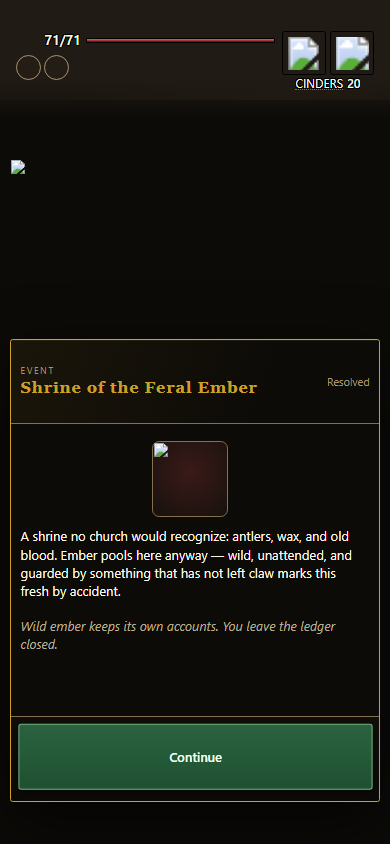 71/71
CINDERS 20
EVENT
Shrine of the Feral Ember
Resolved
A shrine no church would recognize: antlers, wax, and old
blood. Ember pools here anyway — wild, unattended, and
guarded by something that has not left claw marks this
fresh by accident.
Wild ember keeps its own accounts. You leave the ledger
closed.
Continue